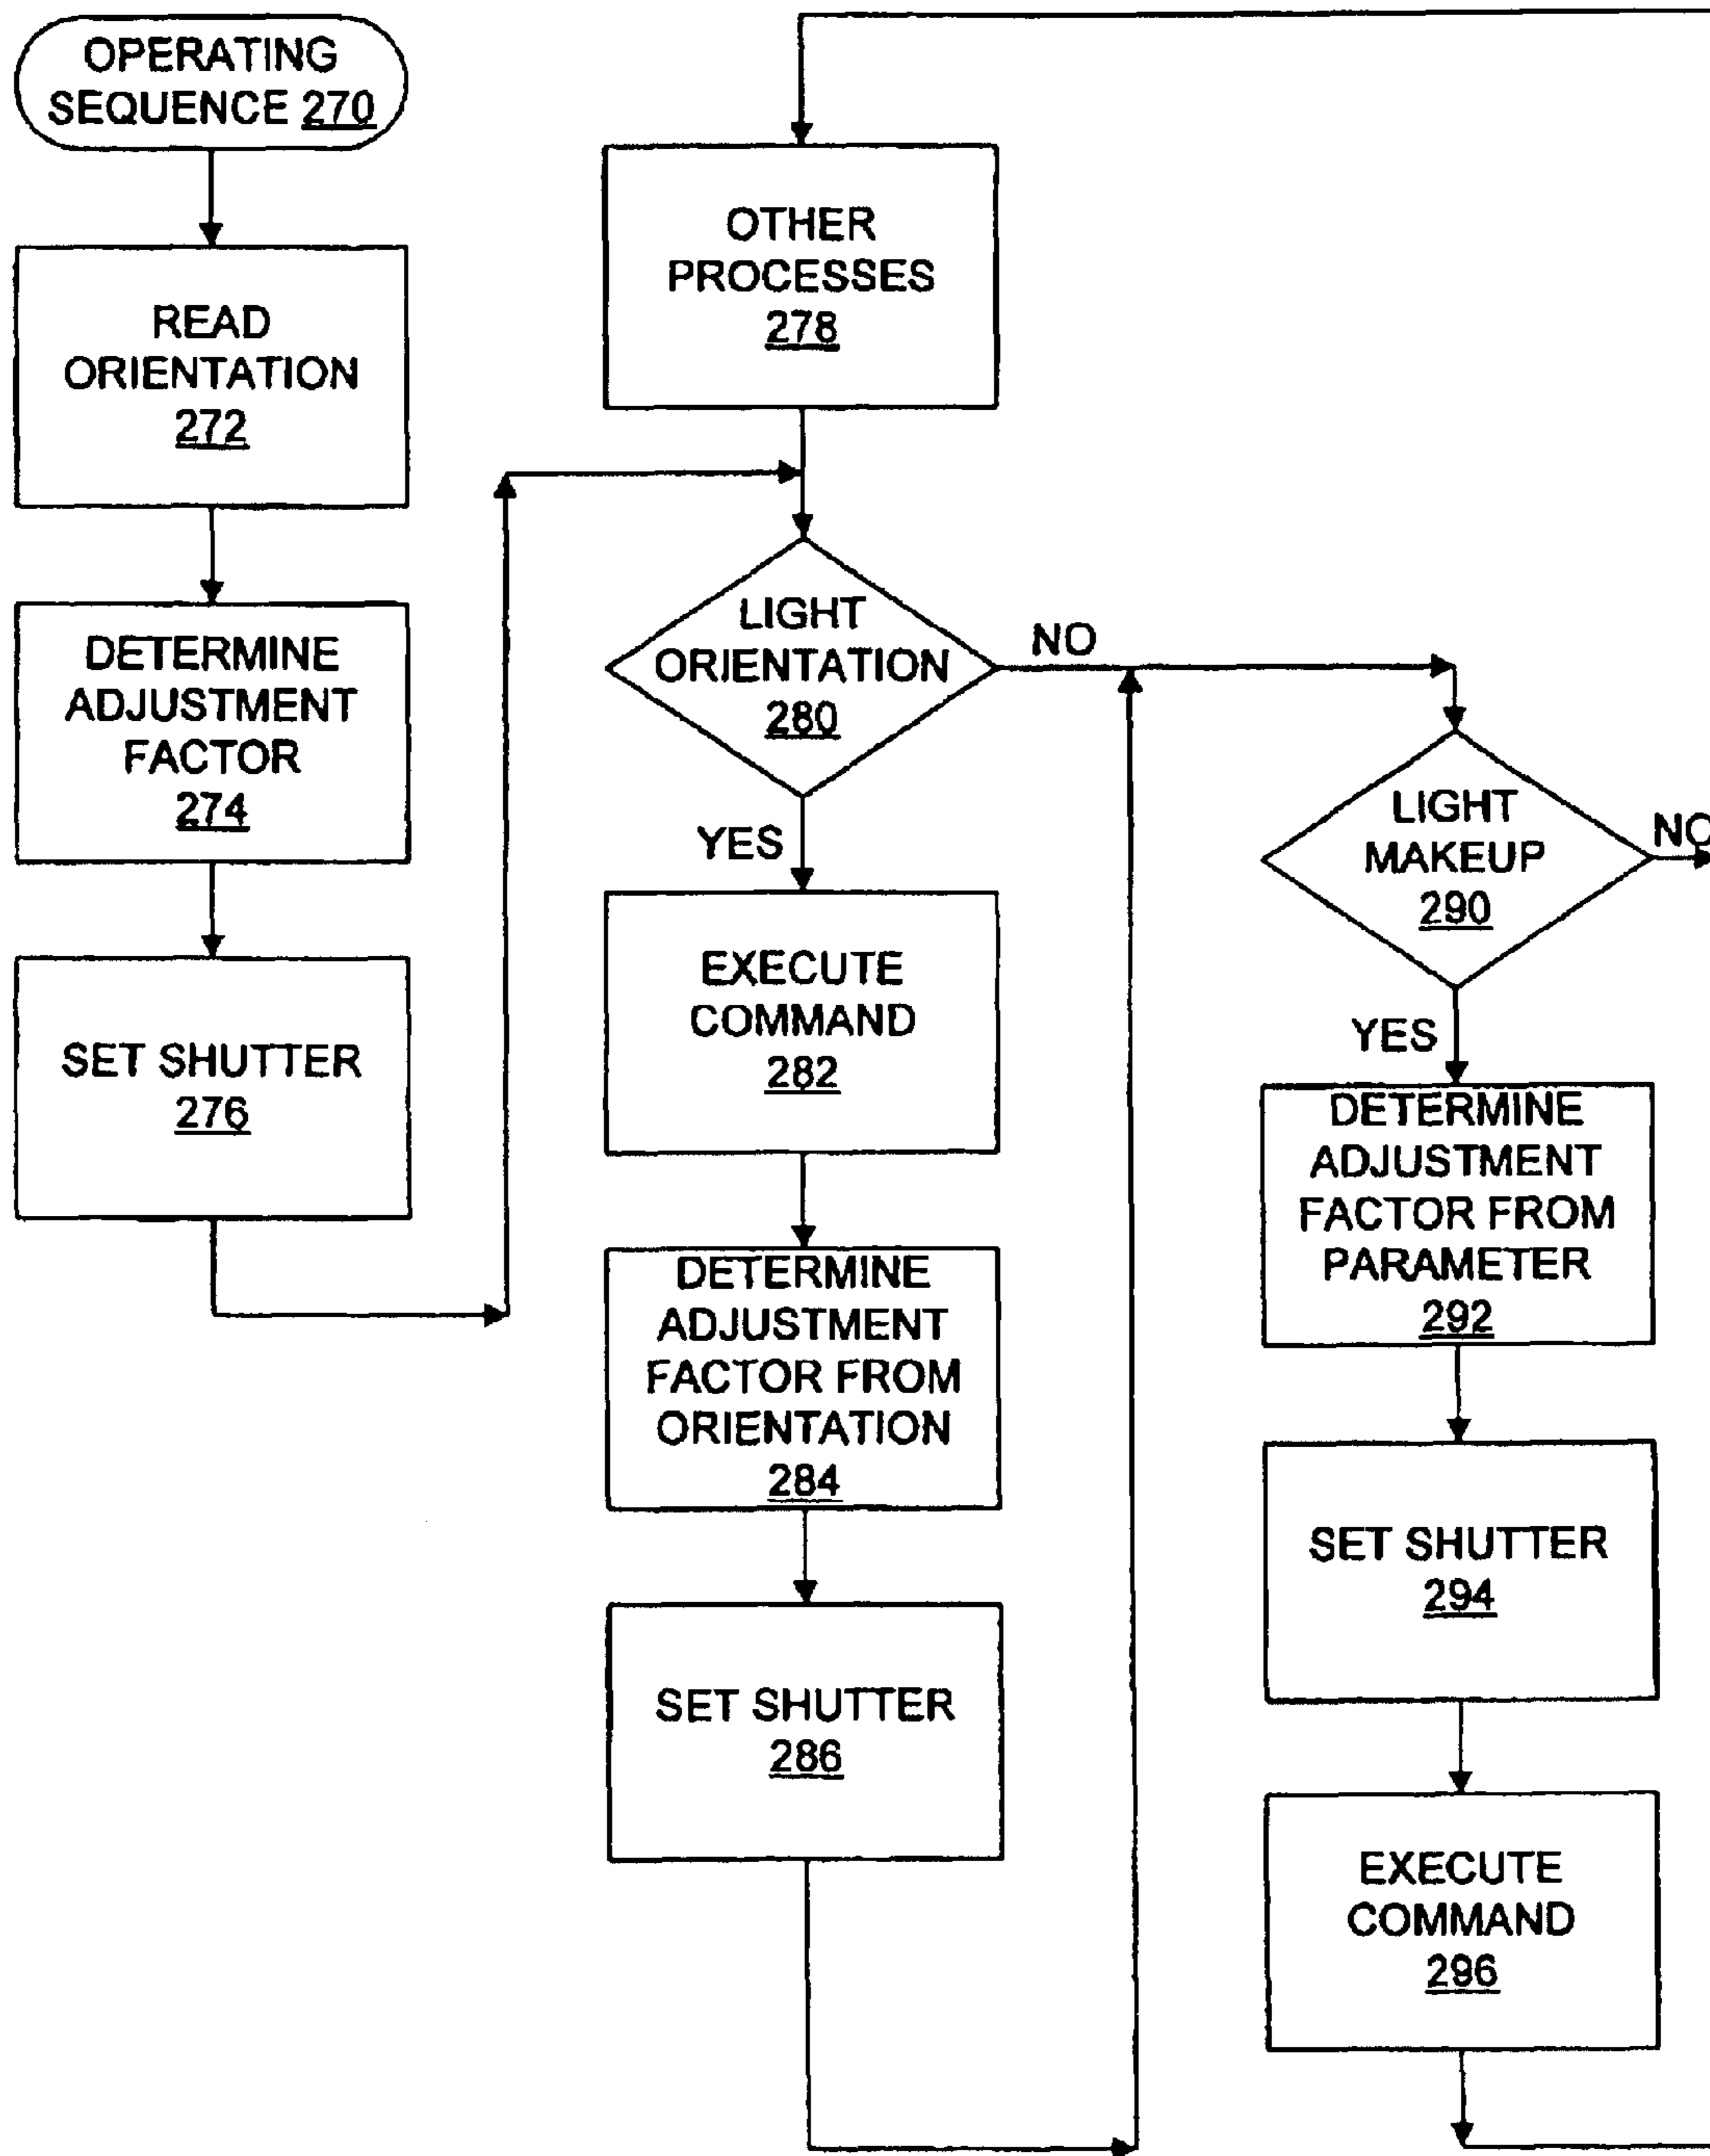 OPERATING
SEQUENCE 270
READ
ORIENTATION
272
DETERMINE
ADJUSTMENT
FACTOR
274
SET SHUTTER
276
OTHER
PROCESSES
278
LIGHT
ORIENTATION
280
NO
YES
EXECUTE
COMMAND
282
DETERMINE
ADJUSTMENT
FACTOR FROM
ORIENTATION
284
SET SHUTTER
286
LIGHT
MAKEUP
290
NO
YES
DETERMINE
ADJUSTMENT
FACTOR FROM
PARAMETER
292
SET SHUTTER
294
EXECUTE
COMMAND
296